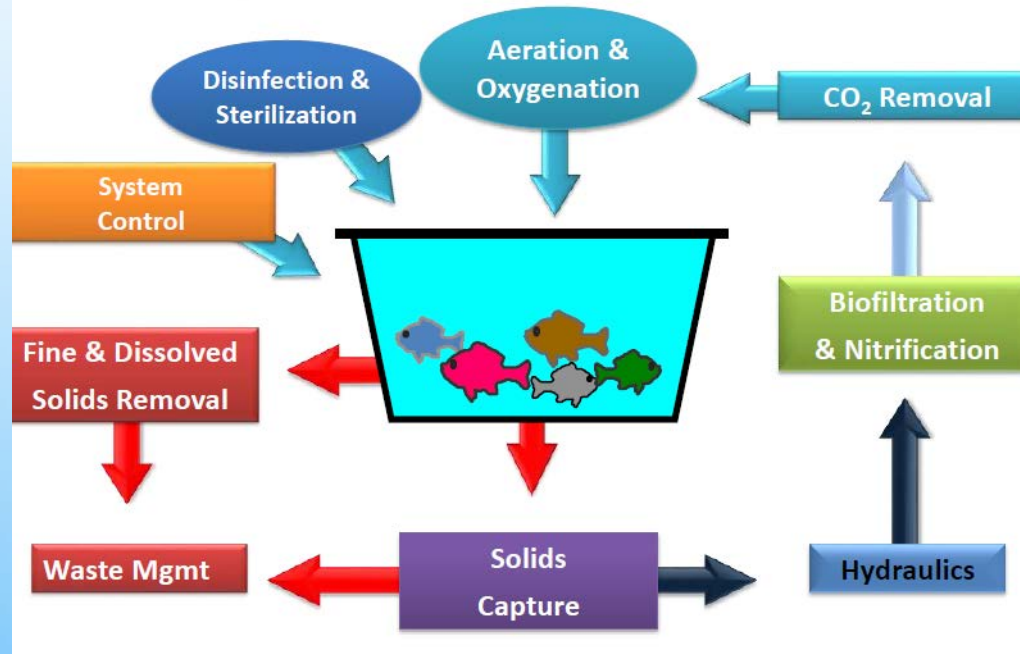 Disinfection &
Sterilization
Aeration &
Oxygenation
CO₂ Removal
System
Control
Biofiltration
& Nitrification
Fine & Dissolved
Solids Removal
Waste Mgmt
Solids
Capture
Hydraulics